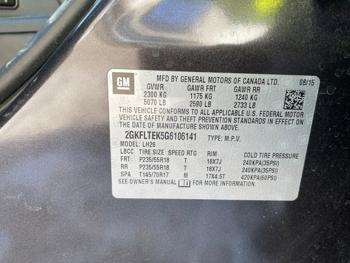 GM
MFD BY GENERAL MOTORS OF CANADA LTD. 08/15
GVWR GAWR FRT GAWR RR
2300 KG 1175 KG 1240 KG
5070 LB 2590 LB 2733 LB
THIS VEHICLE CONFORMS TO ALL APPLICABLE U.S. FEDERAL MOTOR
VEHICLE SAFETY AND THEFT PREVENTION STANDARDS IN EFFECT ON THE
DATE OF MANUFACTURE SHOWN ABOVE.
2GKFLTEK5G6106141 TYPE: M.P.V.
MODEL: LH26
LBCC TIRE SIZE SPEED RTG RIM COLD TIRE PRESSURE
FRT P235/55R18 T 18X7J 240KPA(35PSI)
RR P235/55R18 T 18X7J 240KPA(35PSI)
SPA T145/70R17 M 17X4.5T 420KPA(60PSI)
SEE OWNER'S MANUAL FOR ADDITIONAL INFORMATION.